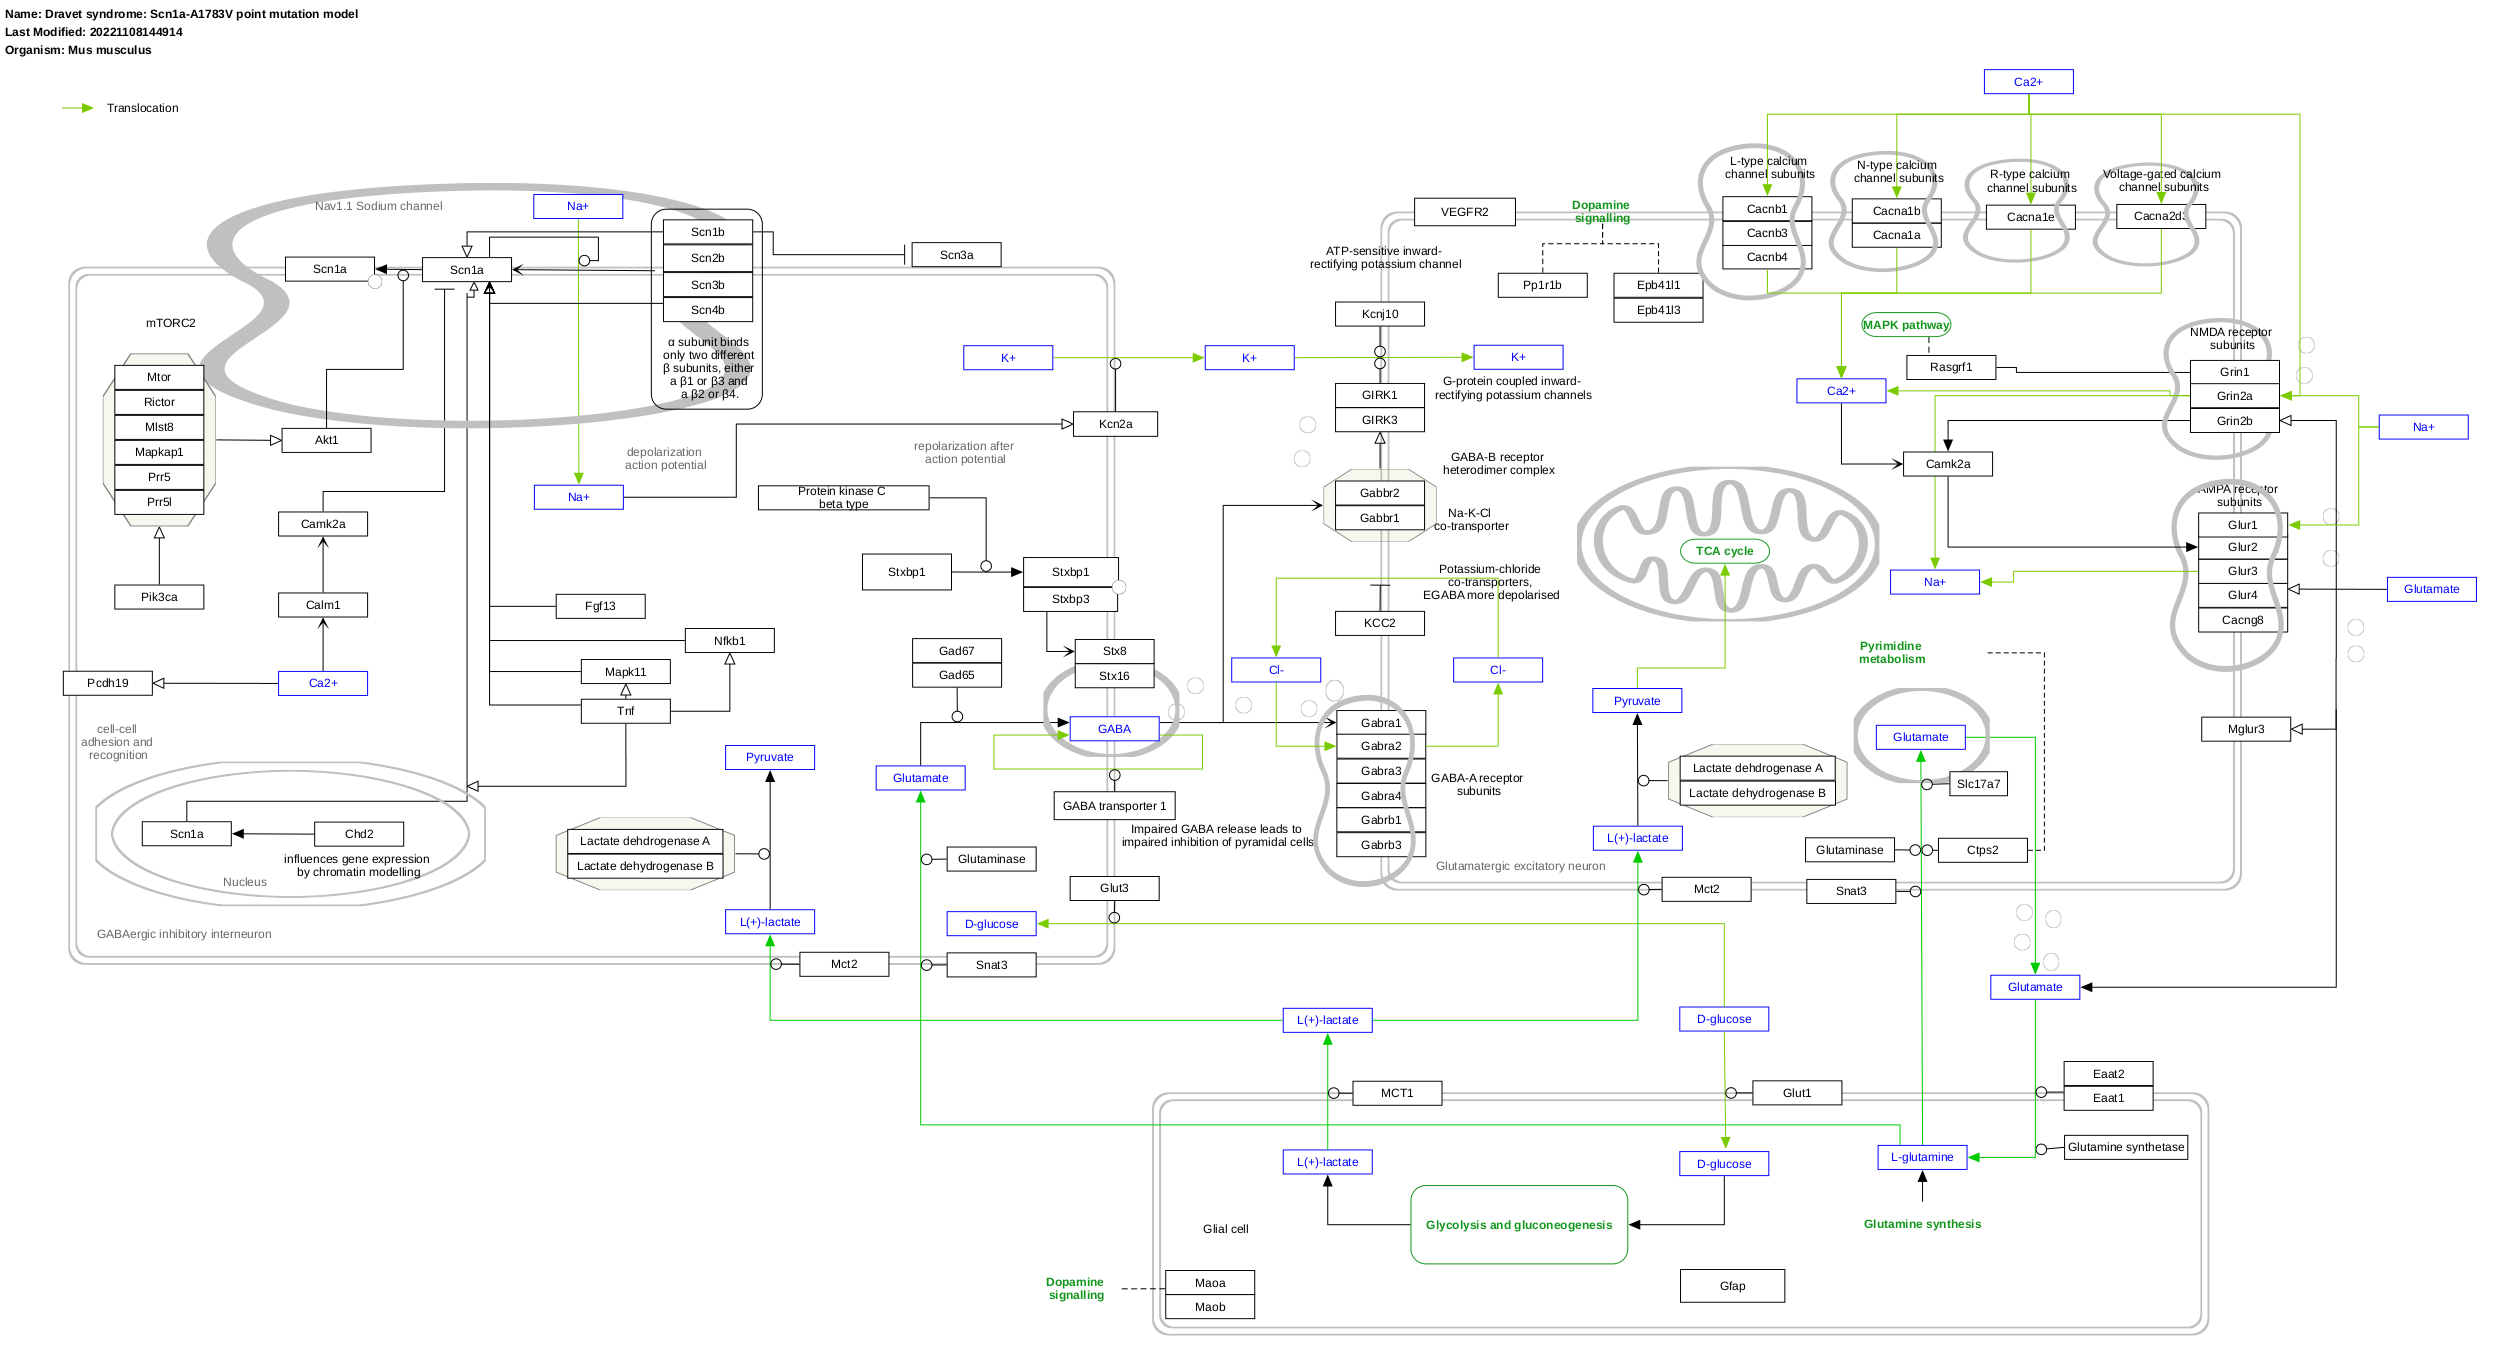 Name: Dravet syndrome: Scn1a-A1783V point mutation model
Last Modified: 20221108144914
Organism: Mus musculus
Translocation
Ca2+
L-type calcium
channel subunits
N-type calcium
channel subunits
R-type calcium
channel subunits
Voltage-gated calcium
channel subunits
Nav1.1 Sodium channel
Na+
VEGFR2
Dopamine
signalling
Cacnb1
Cacnb3
Cacnb4
Cacna1b
Cacna1a
Cacna1e
Cacna2d3
Scn1b
Scn2b
Scn3b
Scn4b
Scn3a
Scn1a
Scn1a
ATP-sensitive inward-
rectifying potassium channel
Pp1r1b
Epb41l1
Epb41l3
Kcnj10
mTORC2
α subunit binds
only two different
β subunits, either
a β1 or β3 and
a β2 or β4.
MAPK pathway
Rasgrf1
NMDA receptor
subunits
Grin1
Grin2a
Grin2b
K+
K+
K+
G-protein coupled inward-
rectifying potassium channels
GIRK1
GIRK3
Ca2+
Na+
Mtor
Rictor
Mlst8
Mapkap1
Prr5
Prr5l
Akt1
Kcn2a
depolarization
action potential
repolarization after
action potential
GABA-B receptor
heterodimer complex
Camk2a
Na+
Protein kinase C
beta type
Gabbr2
Gabbr1
Na-K-Cl
co-transporter
AMPA receptor
subunits
Glur1
Glur2
Glur3
Glur4
Cacng8
Camk2a
TCA cycle
Stxbp1
Stxbp1
Stxbp3
Potassium-chloride
co-transporters,
EGABA more depolarised
Na+
Glutamate
Pik3ca
Calm1
Fgf13
KCC2
Nfkb1
Gad67
Gad65
Stx8
Stx16
Pyrimidine
metabolism
Pcdh19
Ca2+
Mapk11
Tnf
Cl-
Cl-
Pyruvate
cell-cell
adhesion and
recognition
GABA
Gabra1
Gabra2
Gabra3
Gabra4
Gabrb1
Gabrb3
Glutamate
Mglur3
Pyruvate
Glutamate
GABA-A receptor
subunits
Lactate dehdrogenase A
Lactate dehydrogenase B
Slc17a7
GABA transporter 1
Impaired GABA release leads to
impaired inhibition of pyramidal cells
Scn1a
Chd2
influences gene expression
by chromatin modelling
Nucleus
Lactate dehdrogenase A
Lactate dehydrogenase B
Glutaminase
L(+)-lactate
Glutaminase
Ctps2
Glutamatergic excitatory neuron
Glut3
Mct2
Snat3
L(+)-lactate
D-glucose
GABAergic inhibitory interneuron
Mct2
Snat3
Glutamate
L(+)-lactate
D-glucose
MCT1
Glut1
Eaat2
Eaat1
Glutamine synthetase
L(+)-lactate
D-glucose
L-glutamine
Glial cell
Glycolysis and gluconeogenesis
Glutamine synthesis
Dopamine
signalling
Maoa
Maob
Gfap